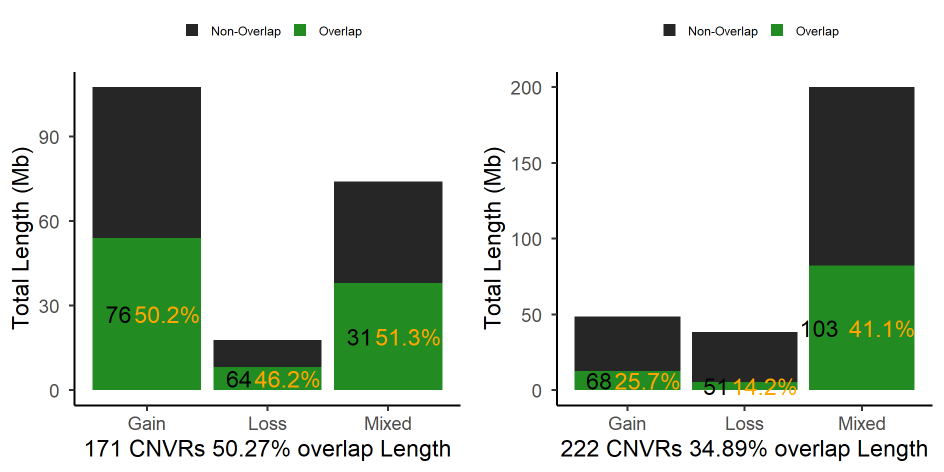 Non-Overlap Overlap
Total Length (Mb)
90
60
30
0
76 50.2%
64 46.2%
31 51.3%
Gain Loss Mixed
171 CNVRs 50.27% overlap Length
Non-Overlap Overlap
Total Length (Mb)
200
150
100
50
0
68 25.7%
51 14.2%
103 41.1%
Gain Loss Mixed
222 CNVRs 34.89% overlap Length